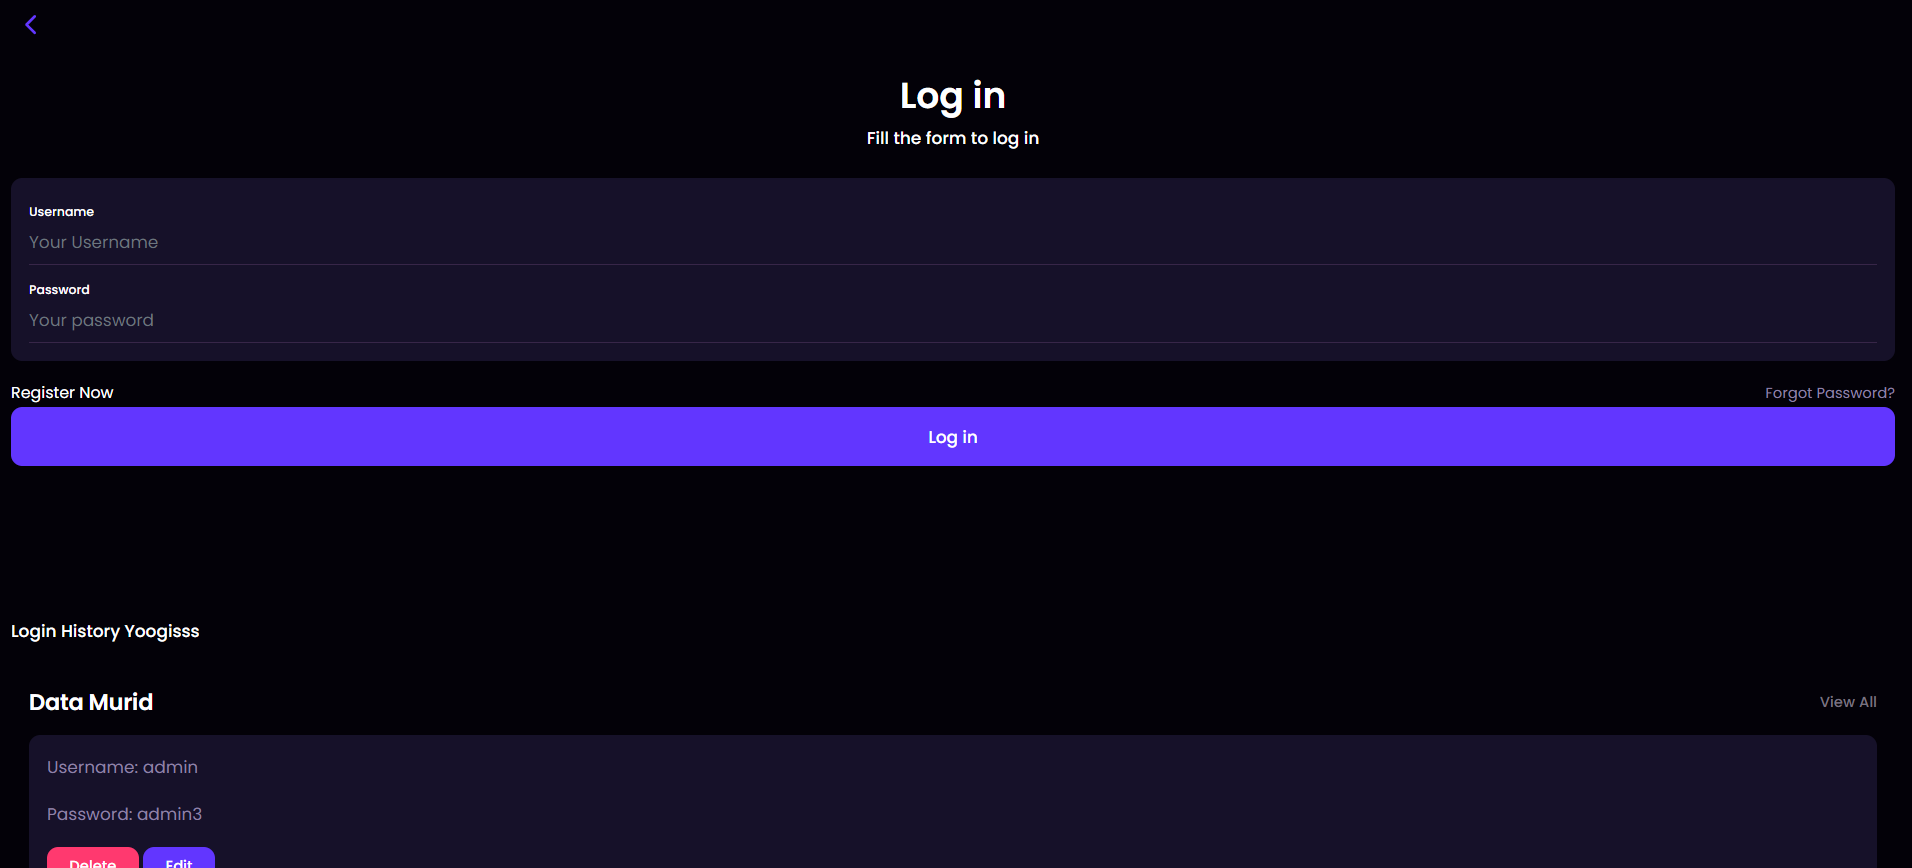 Log in
Fill the form to log in
Username
Your Username
Password
Your password
Register Now
Forgot Password?
Log in
Login History Yoogisss
Data Murid
View All
Username: admin
Password: admin3
Delete
Edit